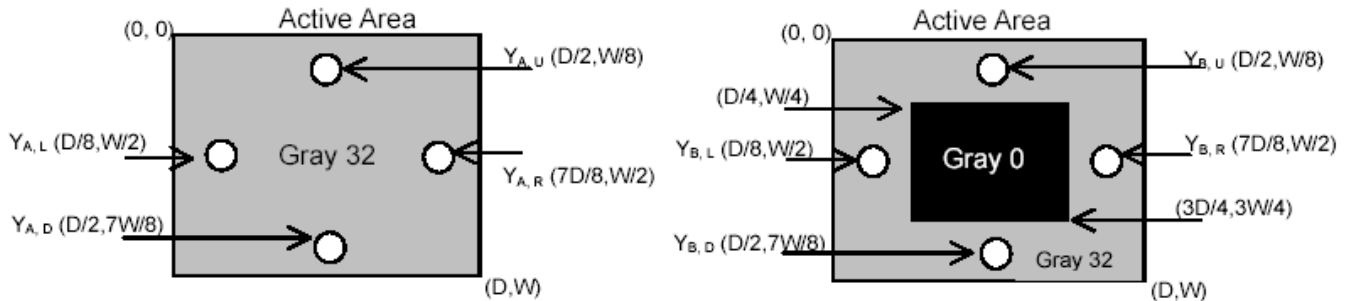 Active Area
(0, 0)
Y_A, U (D/2,W/8)
Y_A, L (D/8,W/2)
Gray 32
Y_A, R (7D/8,W/2)
Y_A, D (D/2,7W/8)
(D,W)
Active Area
(0, 0)
Y_B, U (D/2,W/8)
(D/4,W/4)
Y_B, L (D/8,W/2)
Gray 0
Y_B, R (7D/8,W/2)
(3D/4,3W/4)
Y_B, D (D/2,7W/8)
Gray 32
(D,W)